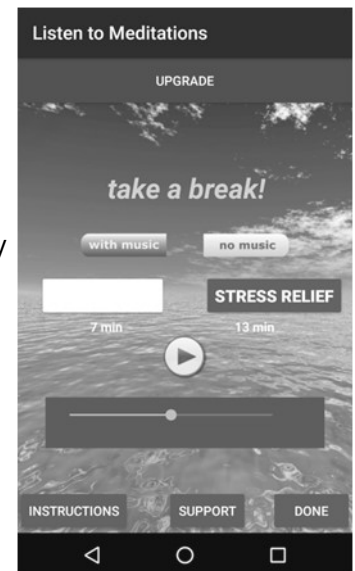 Listen to Meditations
UPGRADE
take a break!
with music no music
STRESS RELIEF
7 min 13 min
INSTRUCTIONS SUPPORT DONE